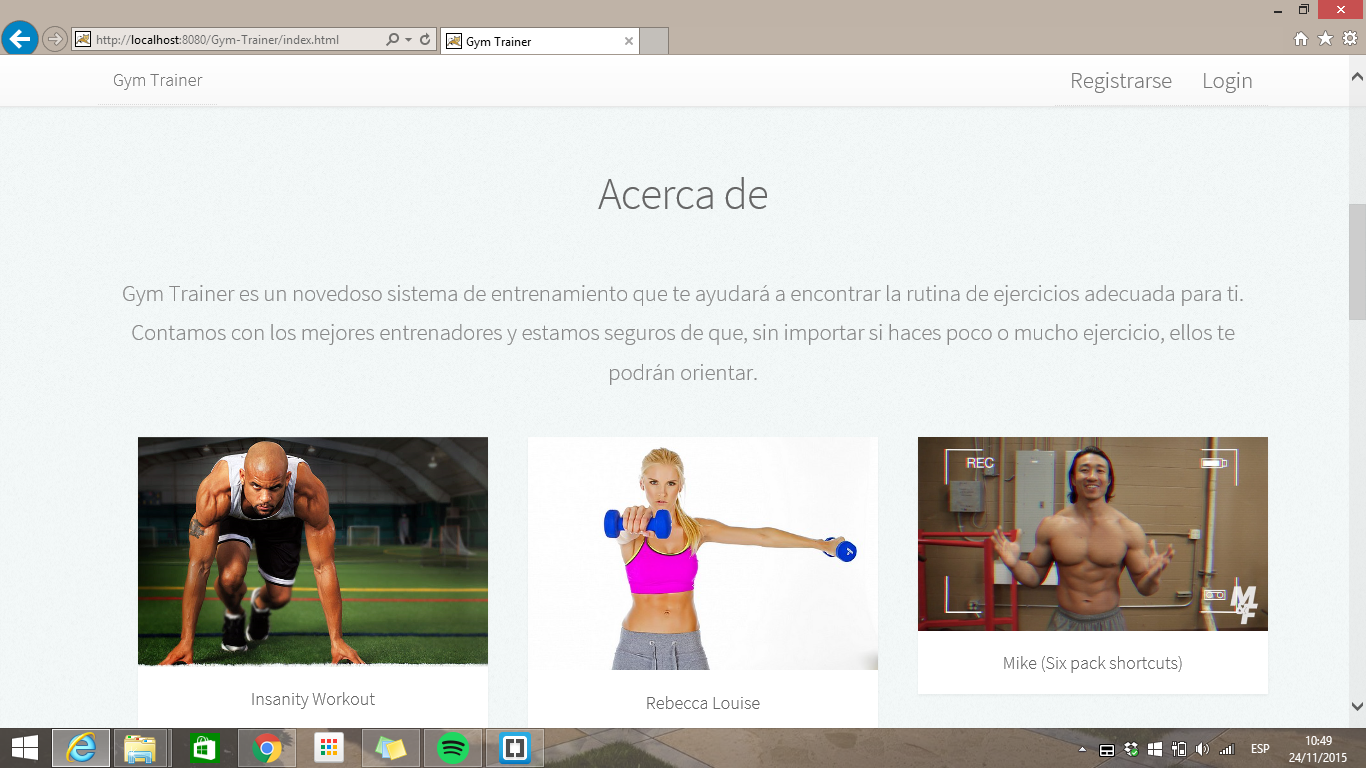 http://localhost:8080/Gym-Trainer/index.html
Gym Trainer
Gym Trainer
Registrarse
Login
Acerca de
Gym Trainer es un novedoso sistema de entrenamiento que te ayudará a encontrar la rutina de ejercicios adecuada para ti.
Contamos con los mejores entrenadores y estamos seguros de que, sin importar si haces poco o mucho ejercicio, ellos te
podrán orientar.
REC
MF
Insanity Workout
Rebecca Louise
Mike (Six pack shortcuts)
ESP
10:49
24/11/2015